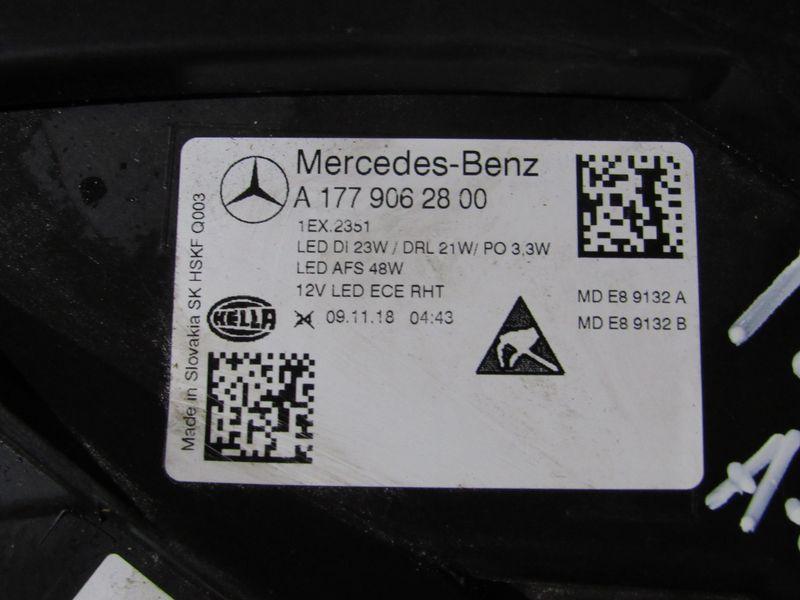 Mercedes-Benz
A 177 906 28 00
1EX.2351
LED DI 23W / DRL 21W/ PO 3,3W
LED AFS 48W
12V LED ECE RHT
09.11.18 04:43
HELLA
MD E8 9132 A
MD E8 9132 B
Made in Slovakia SK HSKF Q003